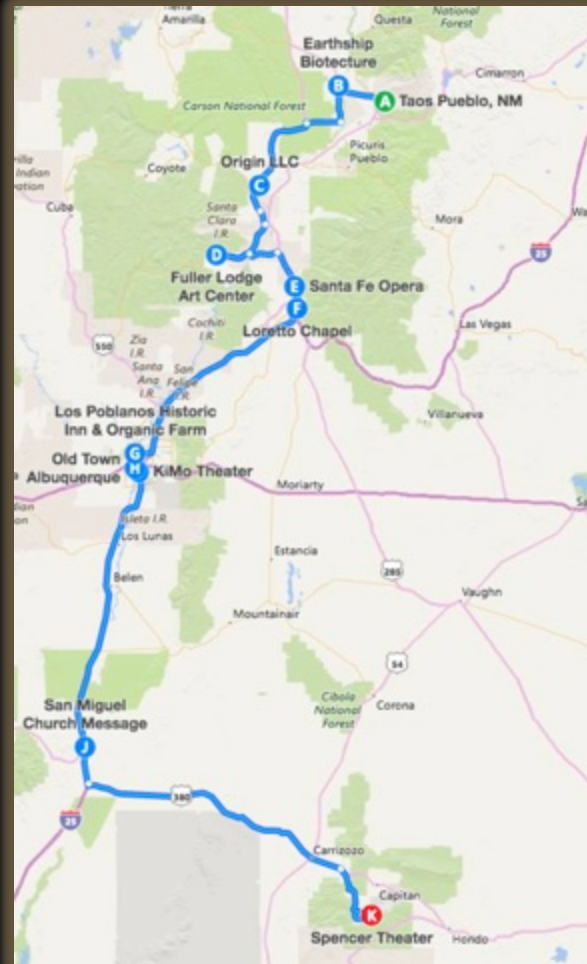 Amarilla
Questa
National
Forest
Earthship
Biotecture
Cimarron
B
A
Taos Pueblo, NM
Carson National Forest
Picuris
Pueblo
Origin LLC
Coyote
Indian
C
Cuba
Santa
Clara
I.R.
Mora
25
D
Fuller Lodge
Art Center
E
Santa Fe Opera
F
Loretto Chapel
Cochiti
I.R.
Las Vegas
550
Zia
I.R.
Santa
Ana
I.R.
San
Felipe
I.R.
Villanueva
Los Poblanos Historic
Inn & Organic Farm
G
Old Town
Albuquerque
H
KiMo Theater
Moriarty
Isleta I.R.
Los Lunas
Estancia
285
Belen
Vaughn
Mountainair
54
San Miguel
Church Message
Cibola
National
Forest
Corona
J
380
25
Carrizozo
Capitan
K
Spencer Theater
Hondo